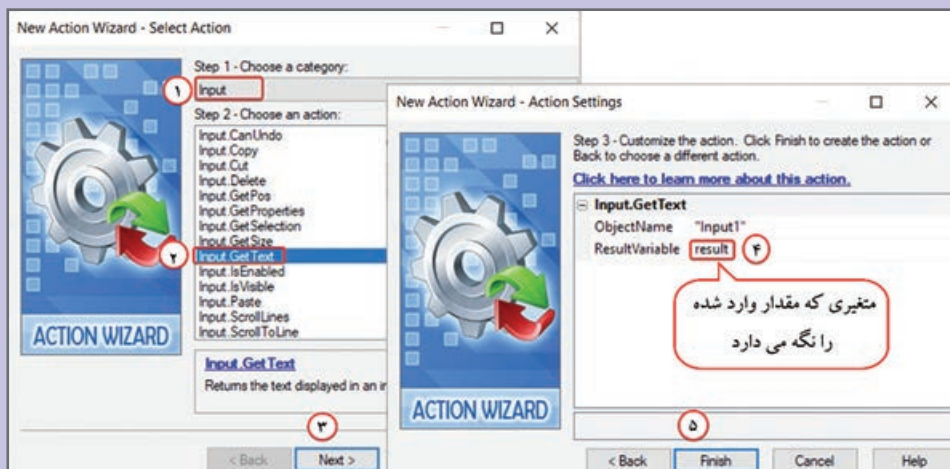 New Action Wizard - Select Action
Step 1 - Choose a category:
۱
Input
Step 2 - Choose an action:
Input.CanUndo
Input.Copy
Input.Cut
Input.Delete
Input.GetPos
Input.GetProperties
Input.GetSelection
Input.GetSize
۲
Input.GetText
Input.IsEnabled
Input.IsVisible
Input.Paste
Input.ScrollLines
Input.ScrollToLine
ACTION WIZARD
Input.GetText
Returns the text displayed in an
۳
< Back
Next >
New Action Wizard - Action Settings
Step 3 - Customize the action. Click Finish to create the action or
Back to choose a different action.
Click here to learn more about this action.
Input.GetText
ObjectName "Input1"
ResultVariable result ۴
متغیری که مقدار وارد شده
را نگه می دارد
ACTION WIZARD
۵
< Back
Finish
Cancel
Help